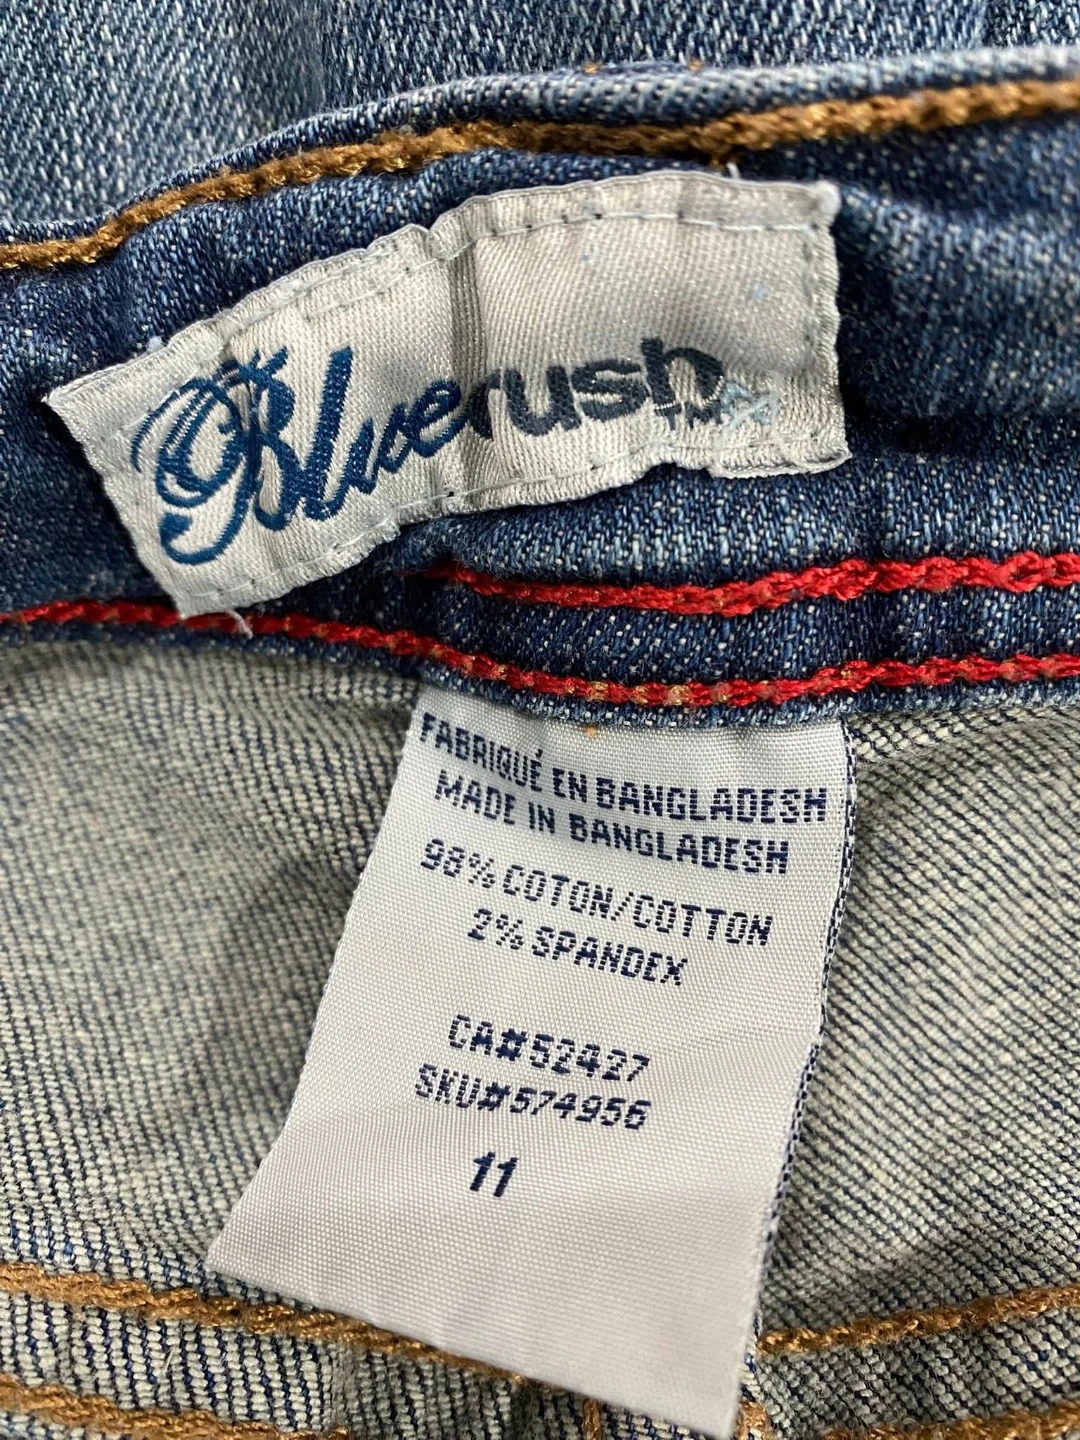 Bluerush
FABRIQUÉ EN BANGLADESH
MADE IN BANGLADESH
98% COTON/COTTON
2% SPANDEX
CA#52427
SKU#574956
11